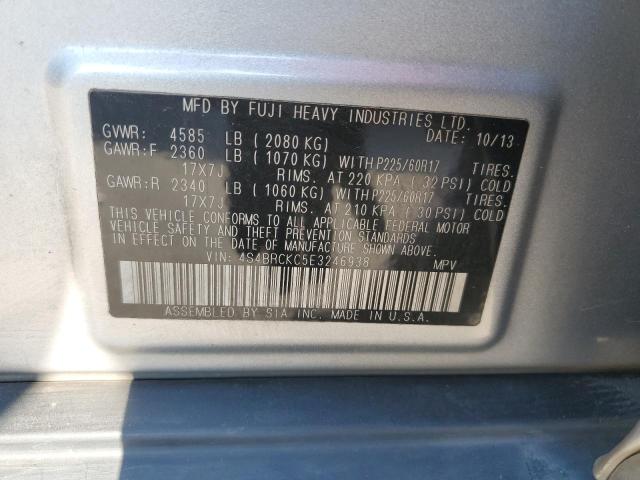 MFD BY FUJI HEAVY INDUSTRIES LTD.
GVWR: 4585 LB (2080 KG) DATE: 10/13
GAWR:F 2360 LB (1070 KG) WITH P225/60R17 TIRES.
17X7J RIMS. AT 220 KPA (32 PSI) COLD
GAWR:R 2340 LB (1060 KG) WITH P225/60R17 TIRES.
17X7J RIMS. AT 210 KPA (30 PSI) COLD
THIS VEHICLE CONFORMS TO ALL APPLICABLE FEDERAL MOTOR
VEHICLE SAFETY AND THEFT PREVENTION STANDARDS
IN EFFECT ON THE DATE OF MANUFACTURE SHOWN ABOVE.
VIN: 4S4BRCKC5E3246938 MPV
ASSEMBLED BY SIA INC. MADE IN U.S.A.